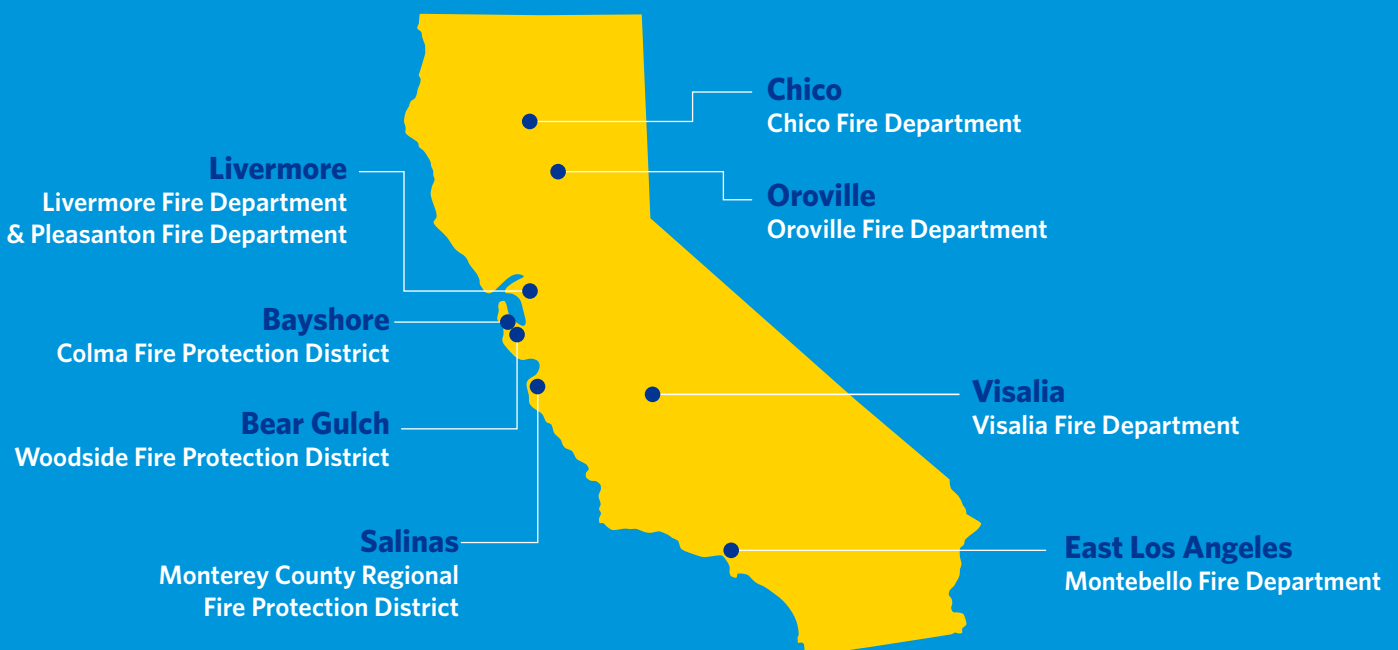 Chico
Chico Fire Department
Livermore
Livermore Fire Department
& Pleasanton Fire Department
Oroville
Oroville Fire Department
Bayshore
Colma Fire Protection District
Bear Gulch
Woodside Fire Protection District
Visalia
Visalia Fire Department
Salinas
Monterey County Regional
Fire Protection District
East Los Angeles
Montebello Fire Department